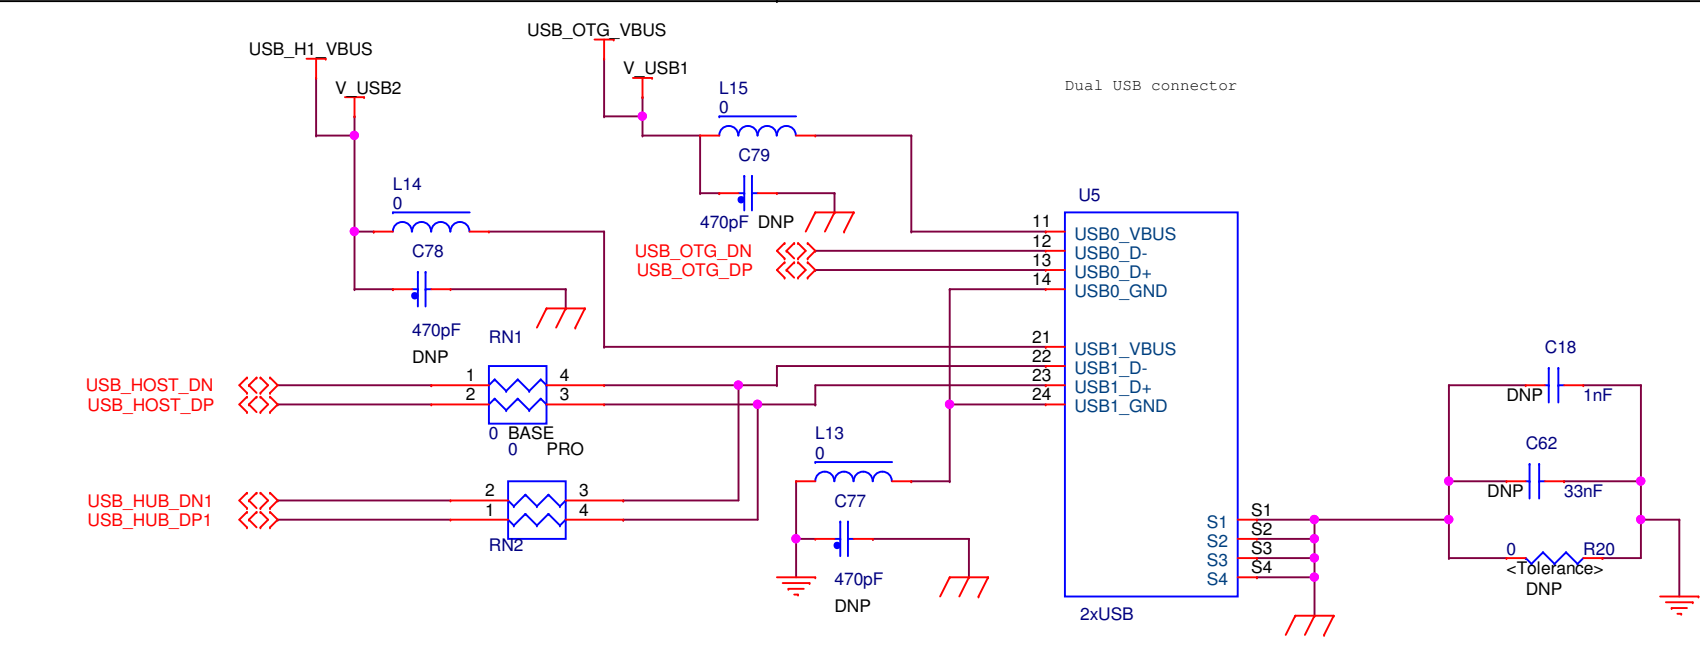 USB_OTG_VBUS
USB_H1_VBUS
V_USB1
V_USB2
L15
0
Dual USB connector
C79
470pF DNP
L14
0
C78
470pF
DNP
USB_OTG_DN
USB_OTG_DP
U5
11 USB0_VBUS
12 USB0_D-
13 USB0_D+
14 USB0_GND
21 USB1_VBUS
22 USB1_D-
23 USB1_D+
24 USB1_GND
RN1
USB_HOST_DN 1 4
USB_HOST_DP 2 3
0 BASE
0 PRO
USB_HUB_DN1 2 3
USB_HUB_DP1 1 4
RN2
L13
0
C77
470pF
DNP
S1 S1
S2 S2
S3 S3
S4 S4
2xUSB
C18
DNP 1nF
C62
DNP 33nF
0 R20
<Tolerance>
DNP